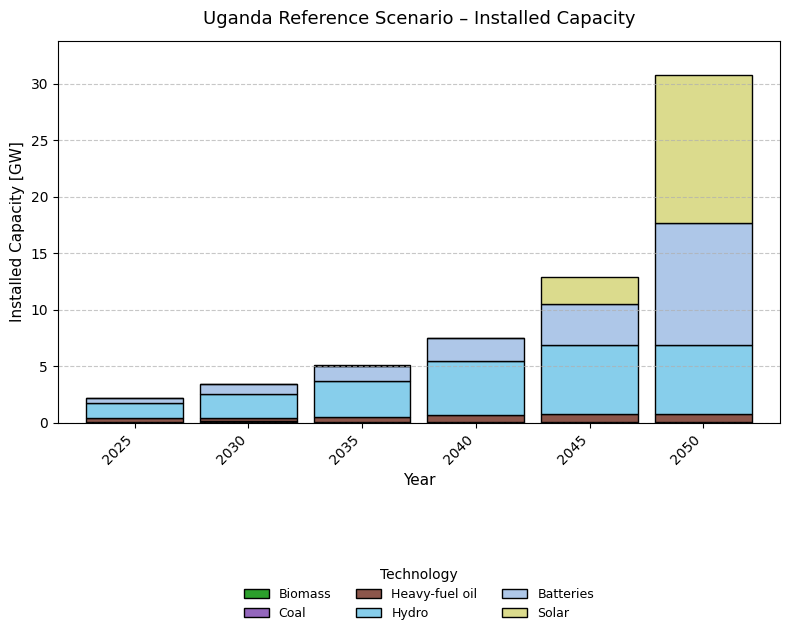 Uganda Reference Scenario – Installed Capacity
Installed Capacity [GW]
30
25
20
15
10
5
0
2025
2030
2035
2040
2045
2050
Year
Technology
Biomass
Coal
Heavy-fuel oil
Hydro
Batteries
Solar